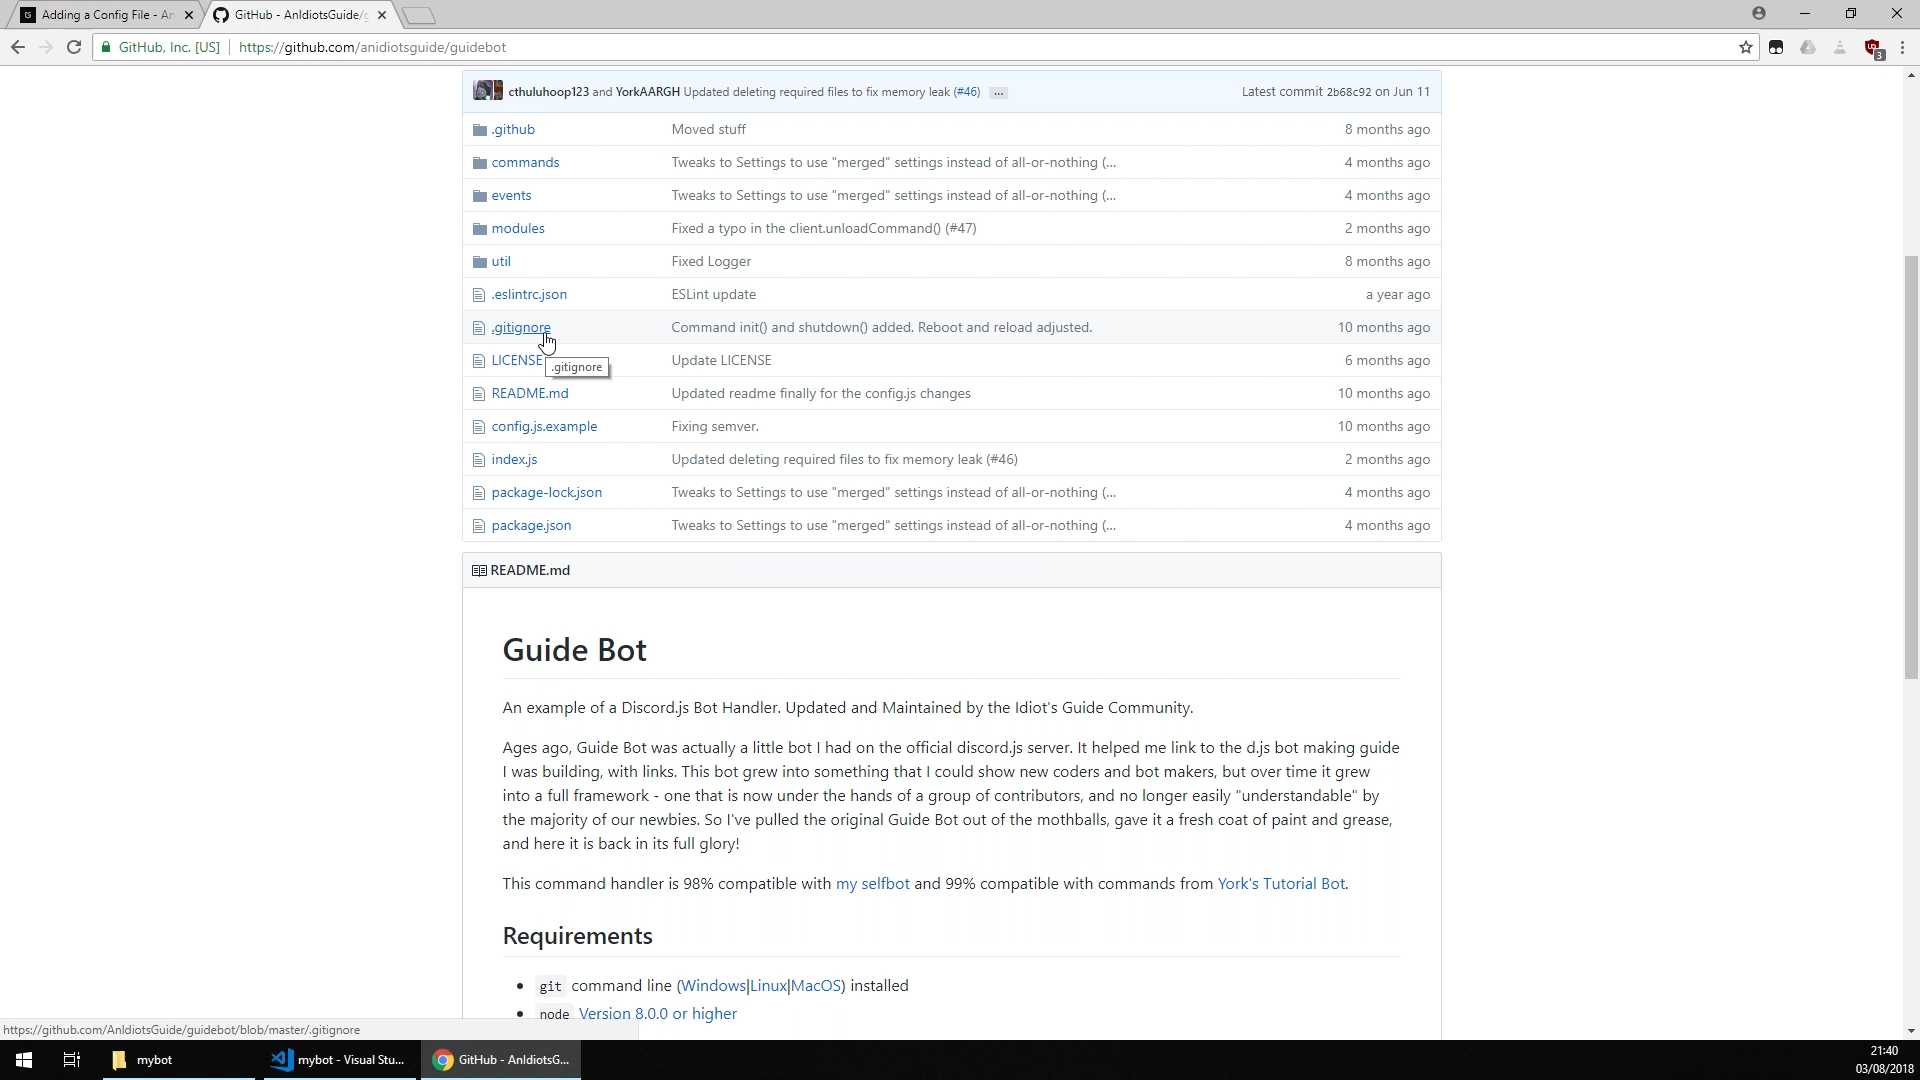 Adding a Config File - An
GitHub - AnIdiotsGuide/g
GitHub, Inc. [US]
https://github.com/anidiotsguide/guidebot
3
cthuluhoop123 and YorkAARGH Updated deleting required files to fix memory leak (#46) ...
Latest commit 2b68c92 on Jun 11
.github Moved stuff 8 months ago
commands Tweaks to Settings to use "merged" settings instead of all-or-nothing (... 4 months ago
events Tweaks to Settings to use "merged" settings instead of all-or-nothing (... 4 months ago
modules Fixed a typo in the client.unloadCommand() (#47) 2 months ago
util Fixed Logger 8 months ago
.eslintrc.json ESLint update a year ago
.gitignore Command init() and shutdown() added. Reboot and reload adjusted. 10 months ago
LICENSE Update LICENSE 6 months ago
.gitignore
README.md Updated readme finally for the config.js changes 10 months ago
config.js.example Fixing semver. 10 months ago
index.js Updated deleting required files to fix memory leak (#46) 2 months ago
package-lock.json Tweaks to Settings to use "merged" settings instead of all-or-nothing (... 4 months ago
package.json Tweaks to Settings to use "merged" settings instead of all-or-nothing (... 4 months ago
README.md
Guide Bot
An example of a Discord.js Bot Handler. Updated and Maintained by the Idiot's Guide Community.
Ages ago, Guide Bot was actually a little bot I had on the official discord.js server. It helped me link to the d.js bot making guide
I was building, with links. This bot grew into something that I could show new coders and bot makers, but over time it grew
into a full framework - one that is now under the hands of a group of contributors, and no longer easily "understandable" by
the majority of our newbies. So I've pulled the original Guide Bot out of the mothballs, gave it a fresh coat of paint and grease,
and here it is back in its full glory!
This command handler is 98% compatible with my selfbot and 99% compatible with commands from York's Tutorial Bot.
Requirements
• git command line (Windows|Linux|MacOS) installed
• node Version 8.0.0 or higher
https://github.com/AnIdiotsGuide/guidebot/blob/master/.gitignore
mybot
mybot - Visual Stu...
GitHub - AnIdiotsG...
21:40
03/08/2018